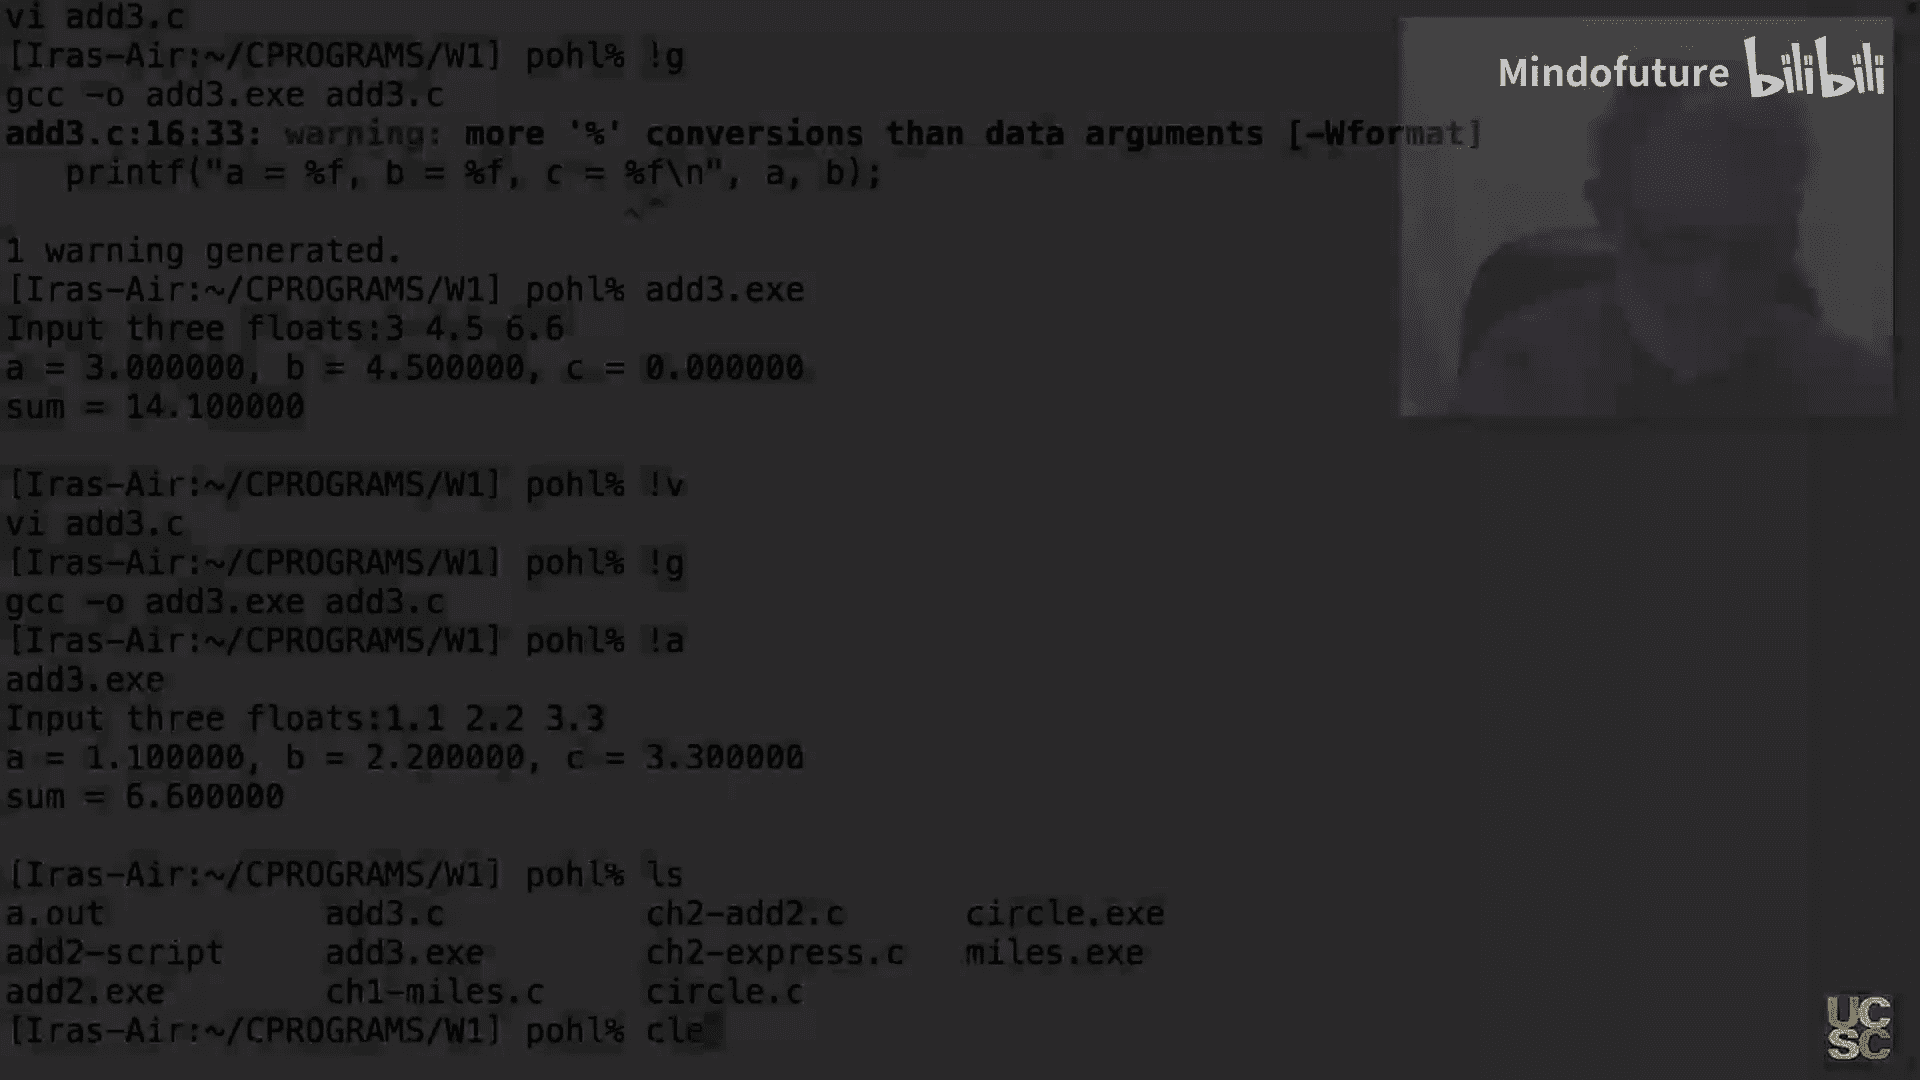 vi add3.c
[Iras-Air:~/CPROGRAMS/W1] pohl% !g
gcc -o add3.exe add3.c
add3.c:16:33: warning: more '%' conversions than data arguments [-Wformat]
printf("a = %f, b = %f, c = %f\n", a, b);
~^
1 warning generated.
[Iras-Air:~/CPROGRAMS/W1] pohl% add3.exe
Input three floats:3 4.5 6.6
a = 3.000000, b = 4.500000, c = 0.000000
sum = 14.100000
[Iras-Air:~/CPROGRAMS/W1] pohl% !v
vi add3.c
[Iras-Air:~/CPROGRAMS/W1] pohl% !g
gcc -o add3.exe add3.c
[Iras-Air:~/CPROGRAMS/W1] pohl% !a
add3.exe
Input three floats:1.1 2.2 3.3
a = 1.100000, b = 2.200000, c = 3.300000
sum = 6.600000
[Iras-Air:~/CPROGRAMS/W1] pohl% ls
a.out add3.c ch2-add2.c circle.exe
add2-script add3.exe ch2-express.c miles.exe
add2.exe ch1-miles.c circle.c
[Iras-Air:~/CPROGRAMS/W1] pohl% cle
Mindofuture bilibili
UC
SC